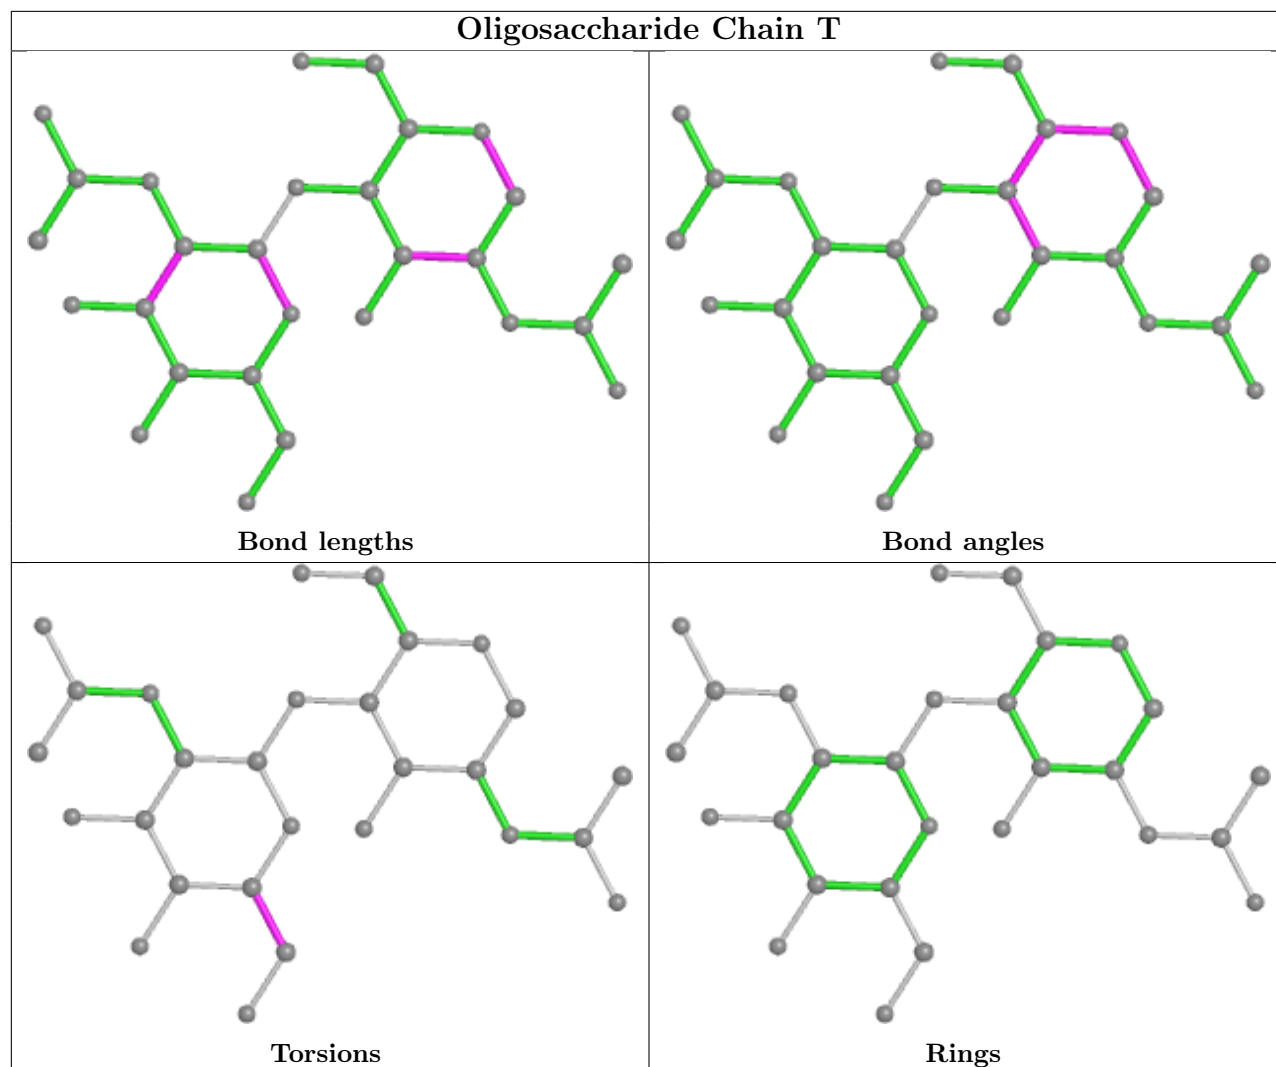 Oligosaccharide Chain T
Bond lengths
Bond angles
Torsions
Rings